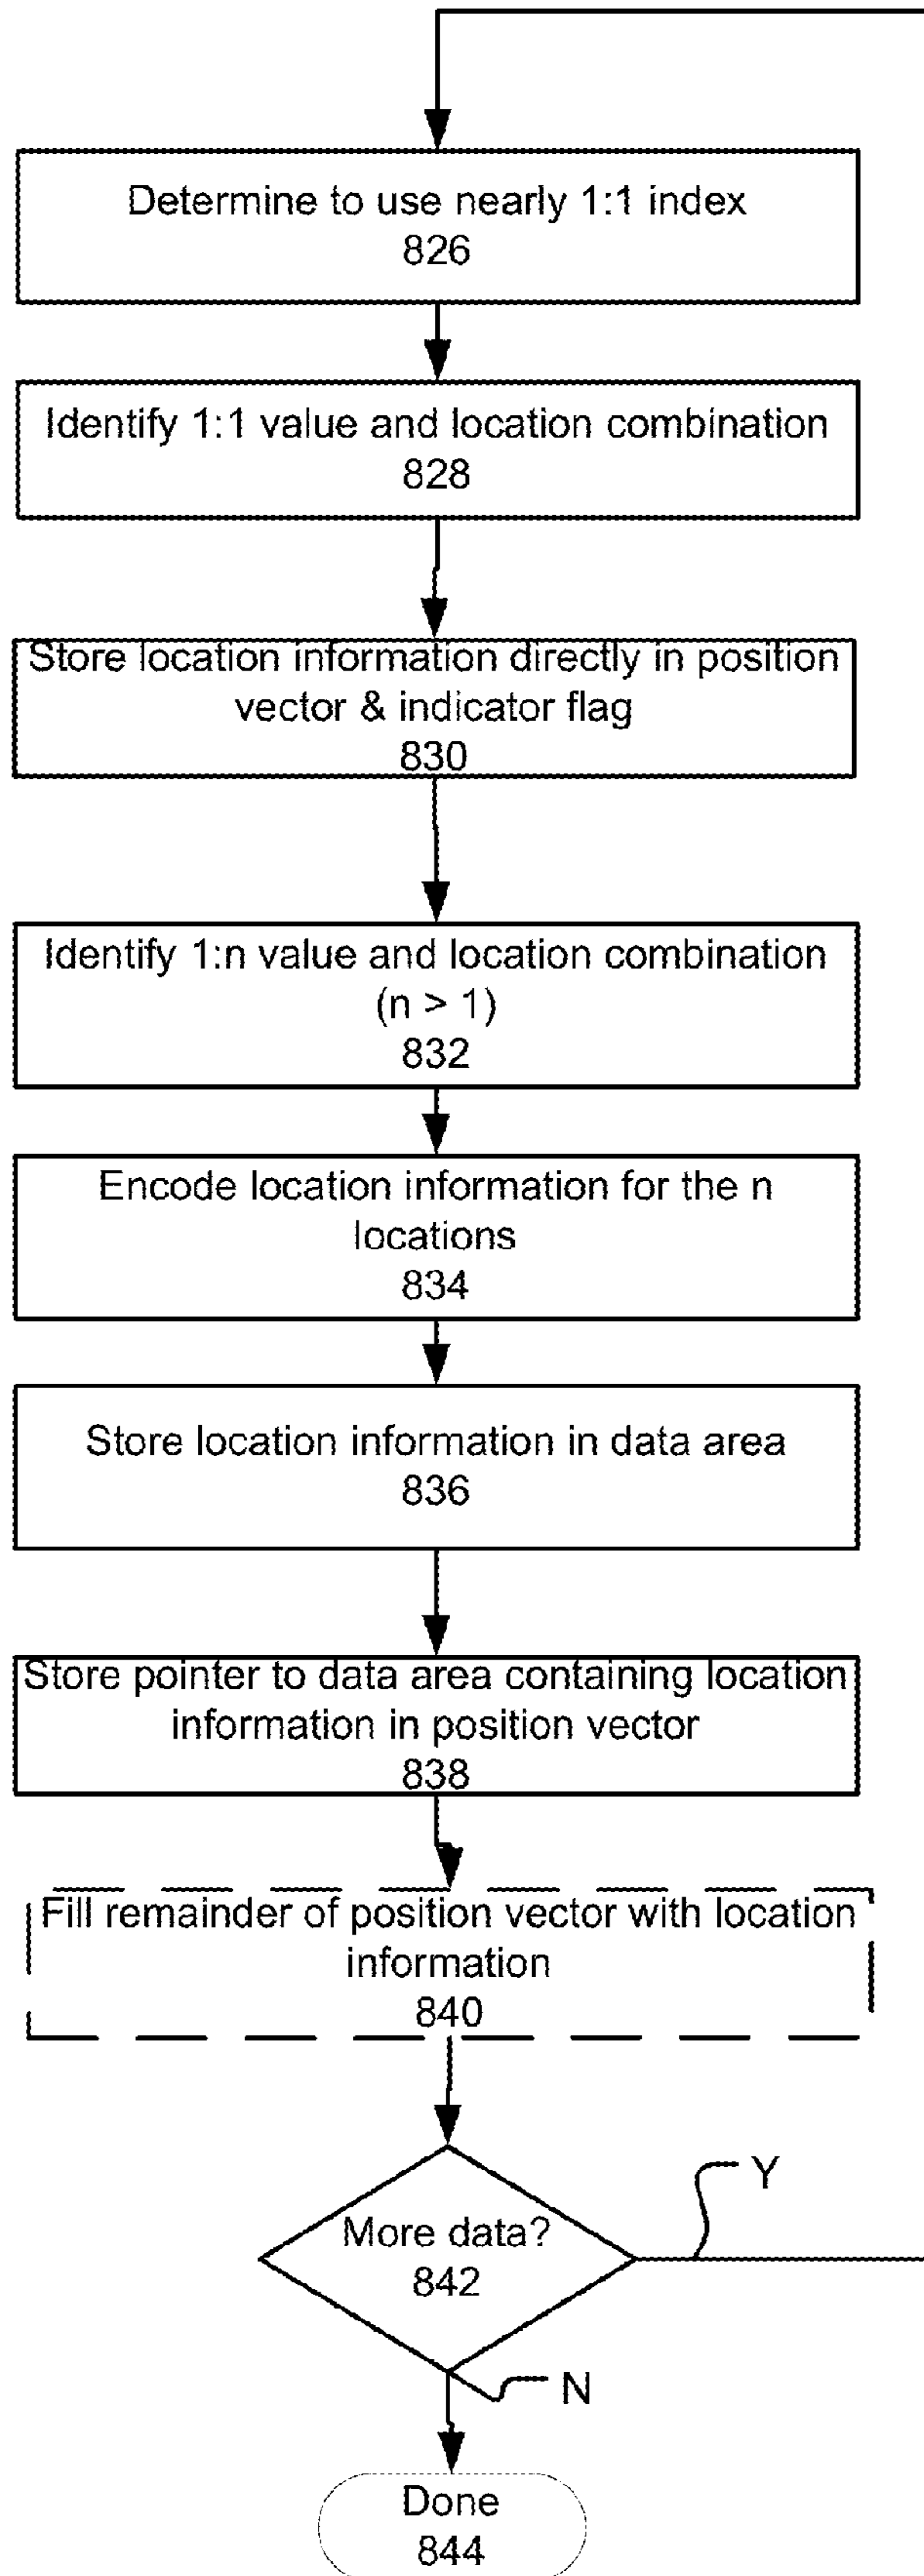 Determine to use nearly 1:1 index
826
Identify 1:1 value and location combination
828
Store location information directly in position
vector & indicator flag
830
Identify 1:n value and location combination
(n > 1)
832
Encode location information for the n
locations
834
Store location information in data area
836
Store pointer to data area containing location
information in position vector
838
Fill remainder of position vector with location
information
840
Y
More data?
842
N
Done
844